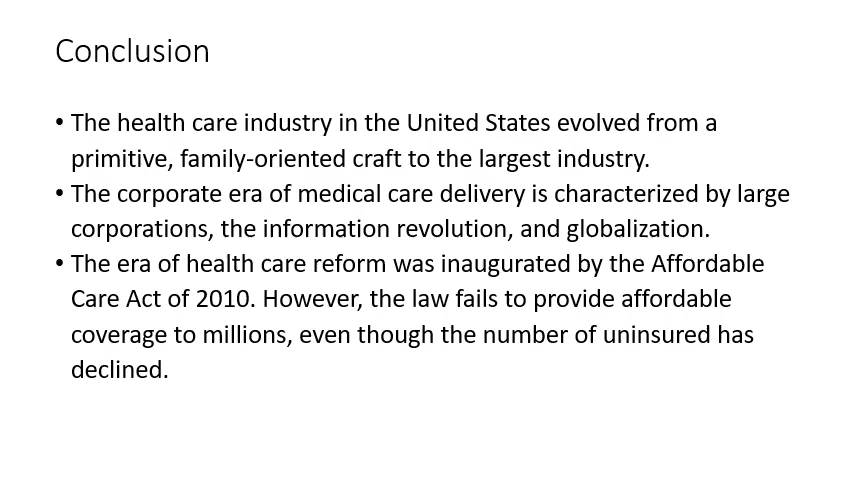 Conclusion
• The health care industry in the United States evolved from a
primitive, family-oriented craft to the largest industry.
• The corporate era of medical care delivery is characterized by large
corporations, the information revolution, and globalization.
• The era of health care reform was inaugurated by the Affordable
Care Act of 2010. However, the law fails to provide affordable
coverage to millions, even though the number of uninsured has
declined.